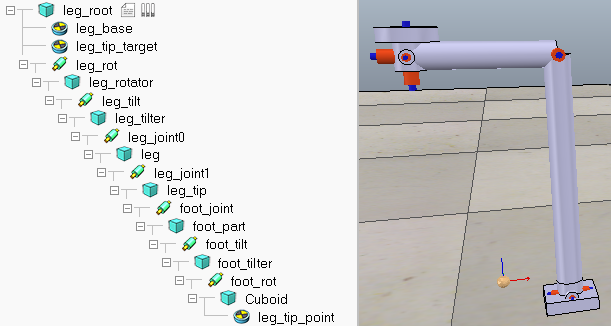 leg_root
leg_base
leg_tip_target
leg_rot
leg_rotator
leg_tilt
leg_tilter
leg_joint0
leg
leg_joint1
leg_tip
foot_joint
foot_part
foot_tilt
foot_tilter
foot_rot
Cuboid
leg_tip_point